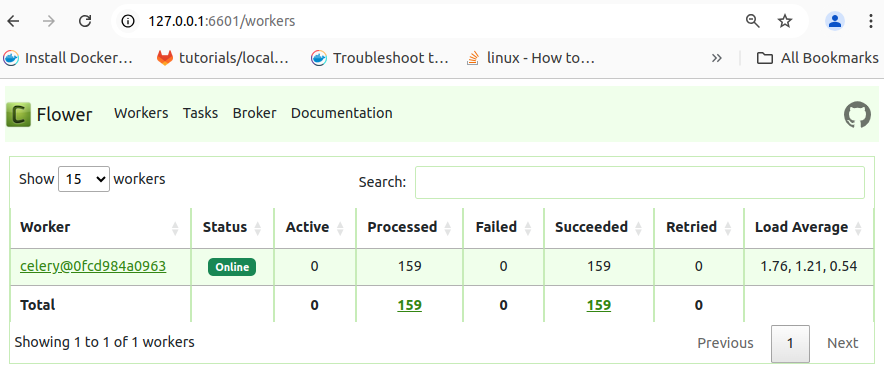 127.0.0.1:6601/workers
Install Docker… tutorials/local… Troubleshoot t… linux - How to… » All Bookmarks
C Flower Workers Tasks Broker Documentation
Show 15 workers Search:
Worker Status Active Processed Failed Succeeded Retried Load Average
celery@0fcd984a0963 Online 0 159 0 159 0 1.76, 1.21, 0.54
Total 0 159 0 159 0
Showing 1 to 1 of 1 workers Previous 1 Next